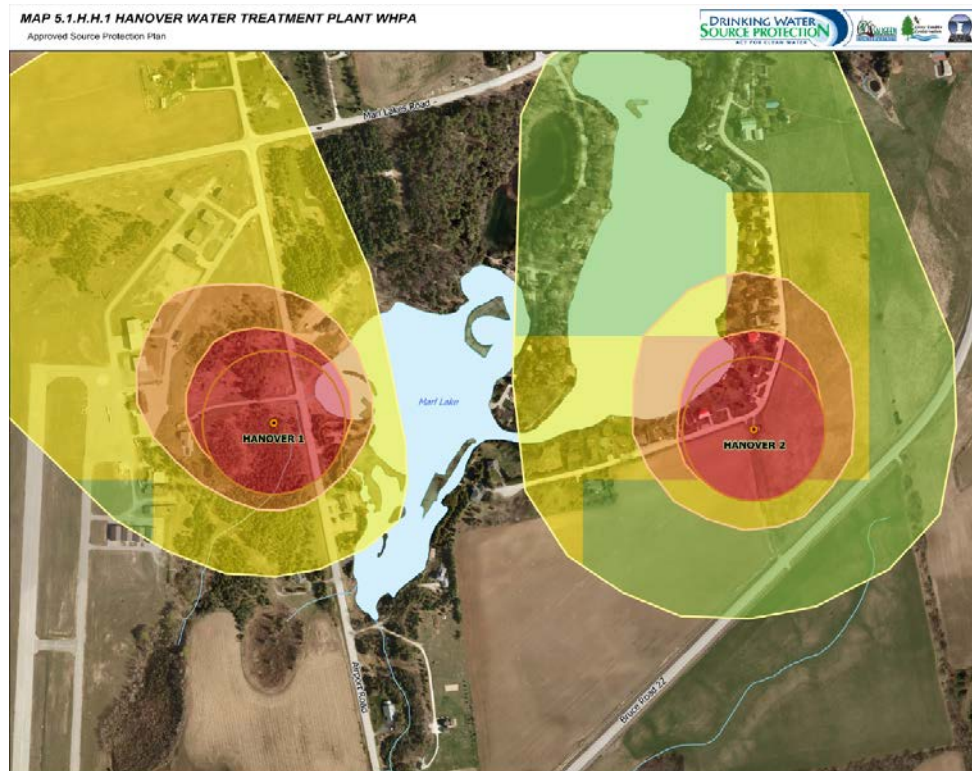 MAP 5.1.H.H.1 HANOVER WATER TREATMENT PLANT WHPA
Approved Source Protection Plan
DRINKING WATER
SOURCE PROTECTION
ACT FOR CLEAN WATER
Marl Lakes Road
Marl Lake
HANOVER 1
HANOVER 2
Airport Road
Bruce Road 22